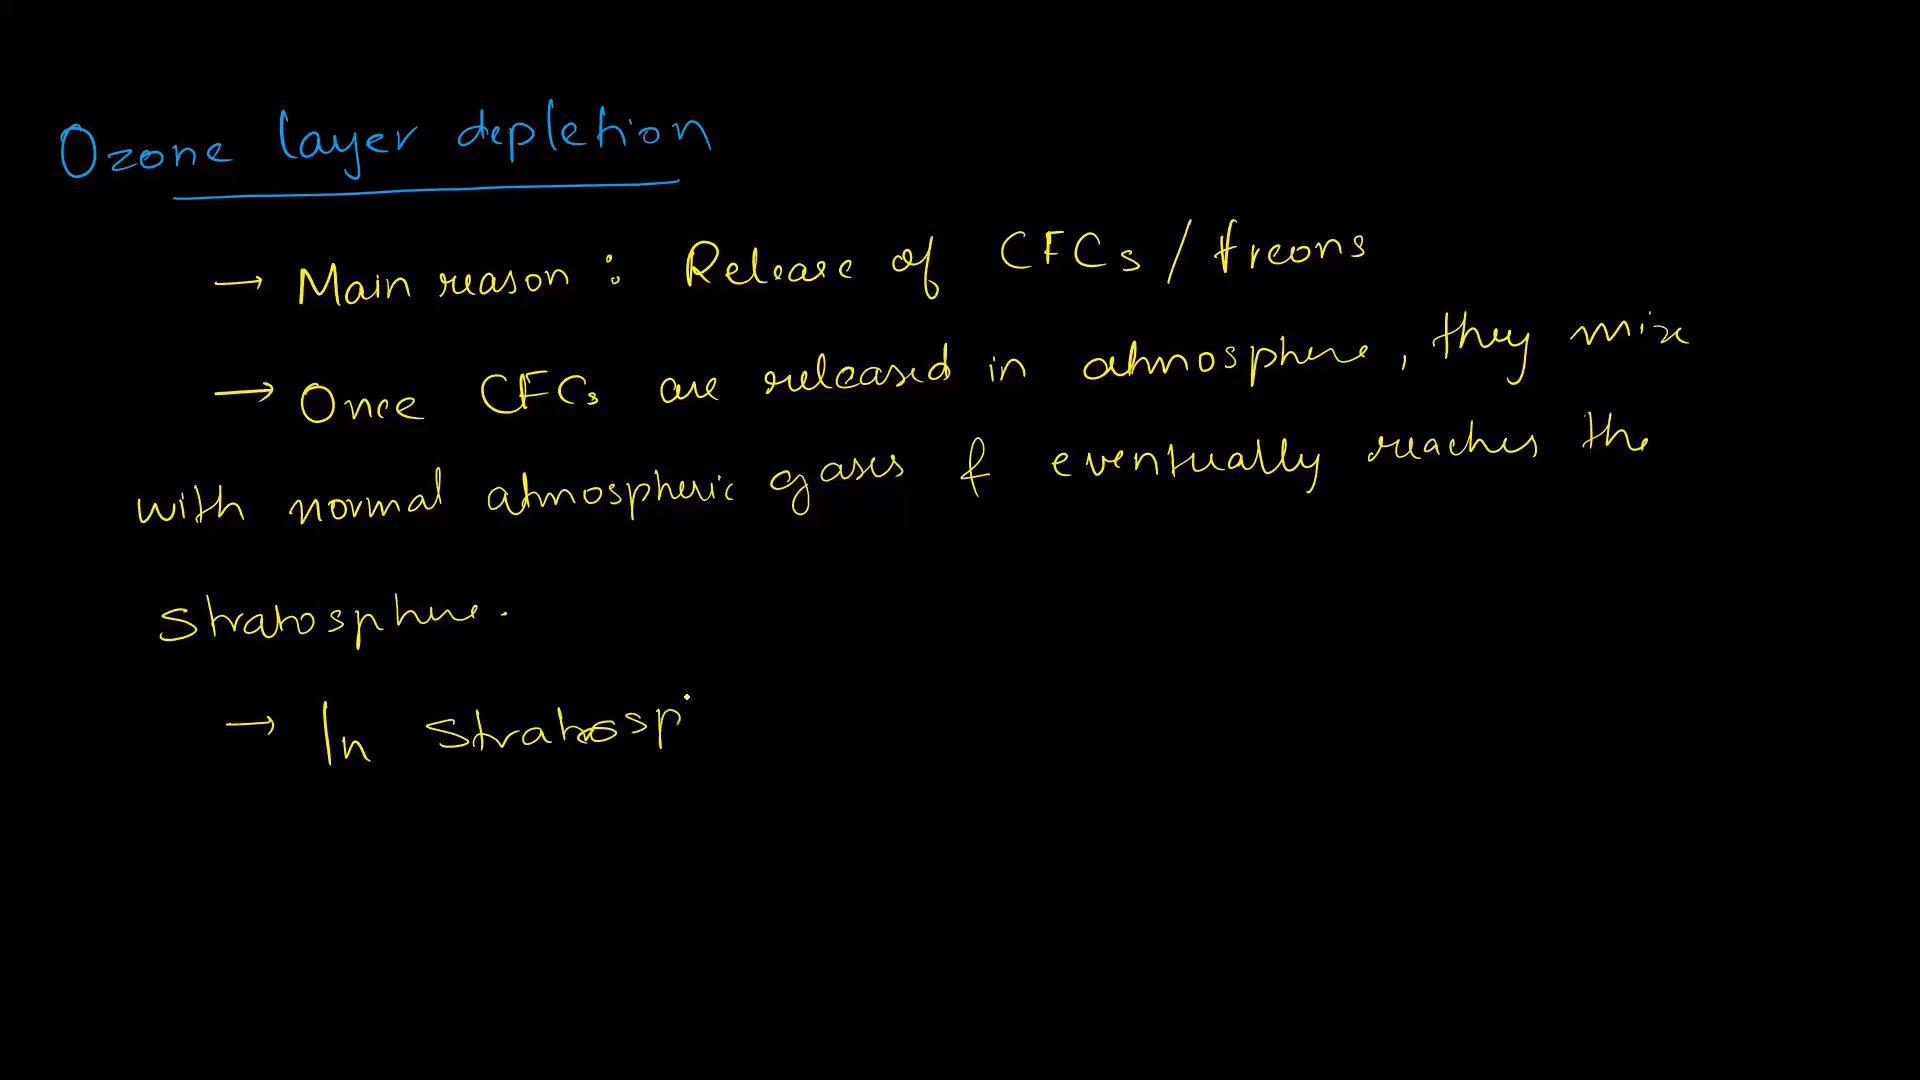 Ozone layer depletion
→ Main reason : Release of CFCs / freons
→ Once CFCs are released in atmosphere, they mix
with normal atmospheric gases & eventually reaches the
stratosphere.
→ In stratosp